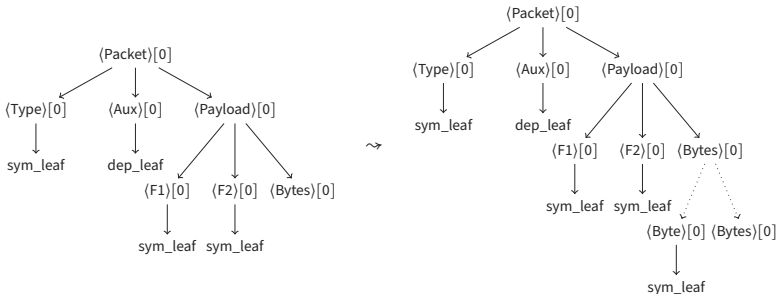 ⟨Packet⟩[0]
⟨Type⟩[0] ⟨Aux⟩[0] ⟨Payload⟩[0]
sym_leaf dep_leaf
⟨F1⟩[0] ⟨F2⟩[0] ⟨Bytes⟩[0]
sym_leaf sym_leaf
⤳
⟨Packet⟩[0]
⟨Type⟩[0] ⟨Aux⟩[0] ⟨Payload⟩[0]
sym_leaf dep_leaf
⟨F1⟩[0] ⟨F2⟩[0] ⟨Bytes⟩[0]
sym_leaf sym_leaf
⟨Byte⟩[0] ⟨Bytes⟩[0]
sym_leaf